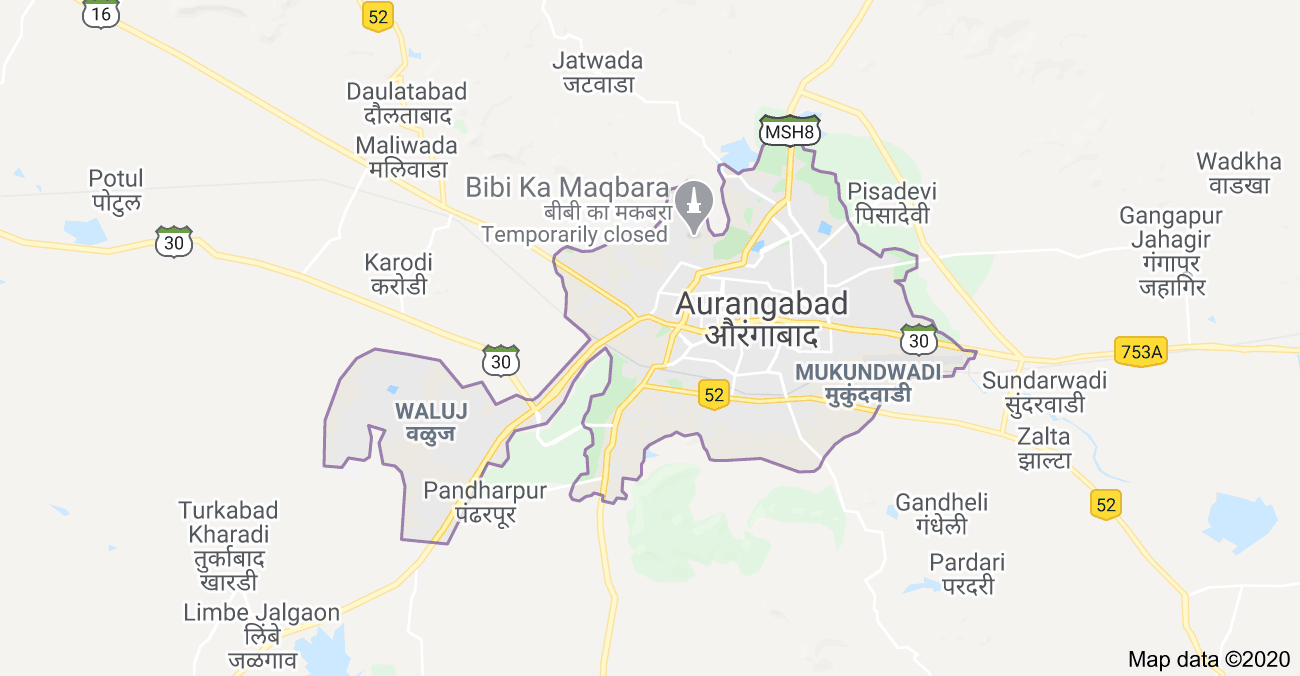 16
52
Jatwada
जटवाडा
Daulatabad
दौलताबाद
MSH8
Maliwada
मलिवाडा
Wadkha
वाडखा
Potul
पोटुल
Bibi Ka Maqbara
बीबी का मकबरा
Temporarily closed
Pisadevi
पिसादेवी
Gangapur
Jahagir
गंगापुर
जहागिर
30
Karodi
करोडी
Aurangabad
औरंगाबाद
30
30
753A
MUKUNDWADI
मुकुंदवाडी
Sundarwadi
सुंदरवाडी
52
WALUJ
वळुज
Zalta
झाल्टा
Pandharpur
पंढरपूर
52
Gandheli
गंधेली
Turkabad
Kharadi
तुर्काबाद
खारडी
Pardari
परदरी
Limbe Jalgaon
लिंबे
जळगाव
Map data ©2020